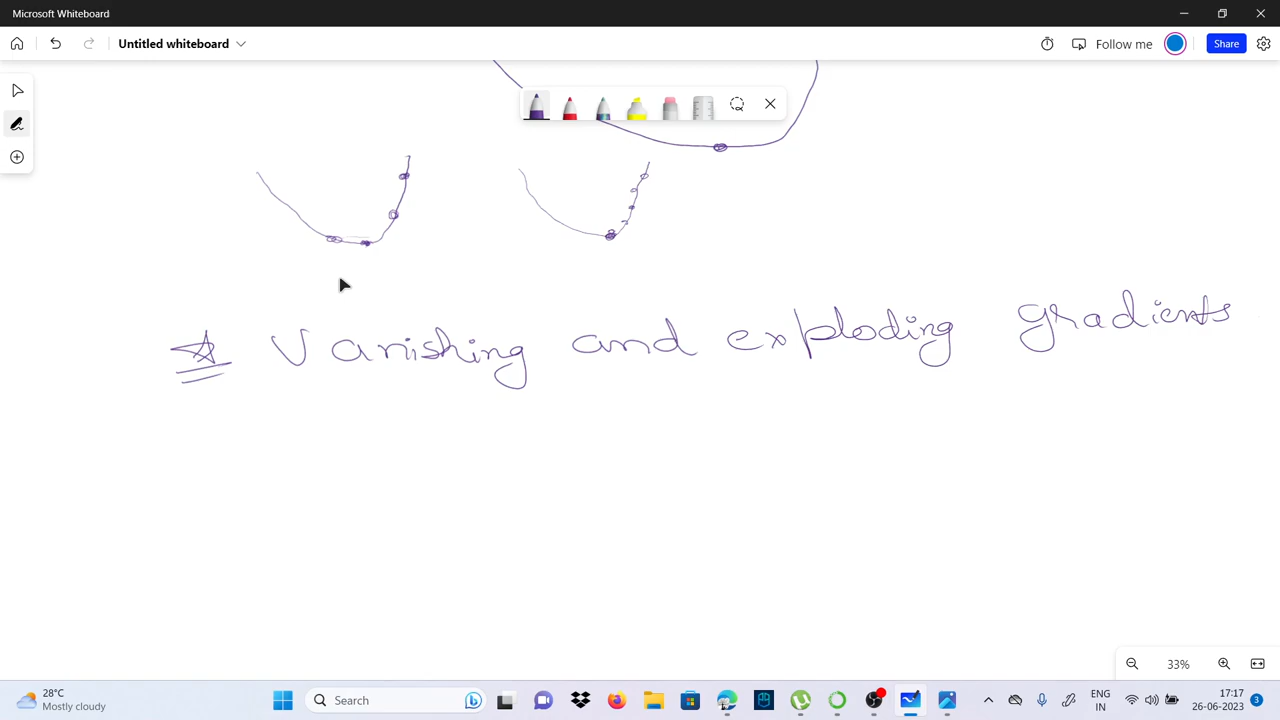 Microsoft Whiteboard
Untitled whiteboard
Follow me
Share
Vanishing and exploding gradients
33%
28°C
Mostly cloudy
Search
ENG
IN
17:17
26-06-2023
3